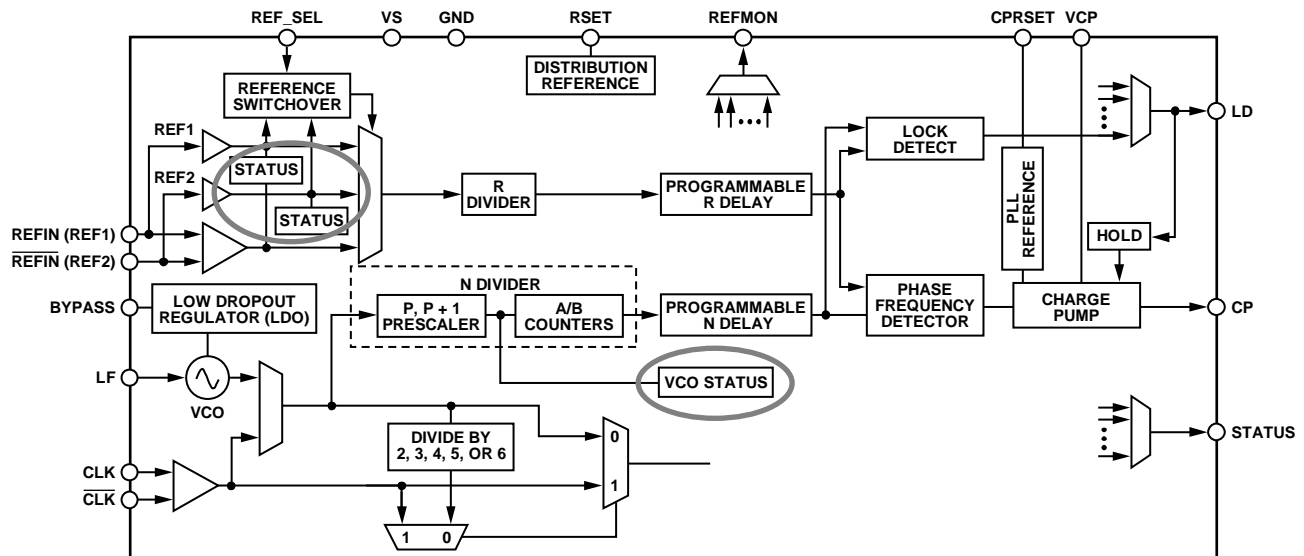 REF_SEL
VS
GND
RSET
REFMON
CPRSET
VCP
REFERENCE
SWITCHOVER
DISTRIBUTION
REFERENCE
REF1
STATUS
REF2
STATUS
R
DIVIDER
PROGRAMMABLE
R DELAY
LOCK
DETECT
LD
PLL
REFERENCE
HOLD
REFIN (REF1)
REFIN (REF2)
BYPASS
LOW DROPOUT
REGULATOR (LDO)
N DIVIDER
P, P + 1
PRESCALER
A/B
COUNTERS
PROGRAMMABLE
N DELAY
PHASE
FREQUENCY
DETECTOR
CHARGE
PUMP
CP
LF
VCO
VCO STATUS
DIVIDE BY
2, 3, 4, 5, OR 6
0
1
STATUS
CLK
CLK
1 0